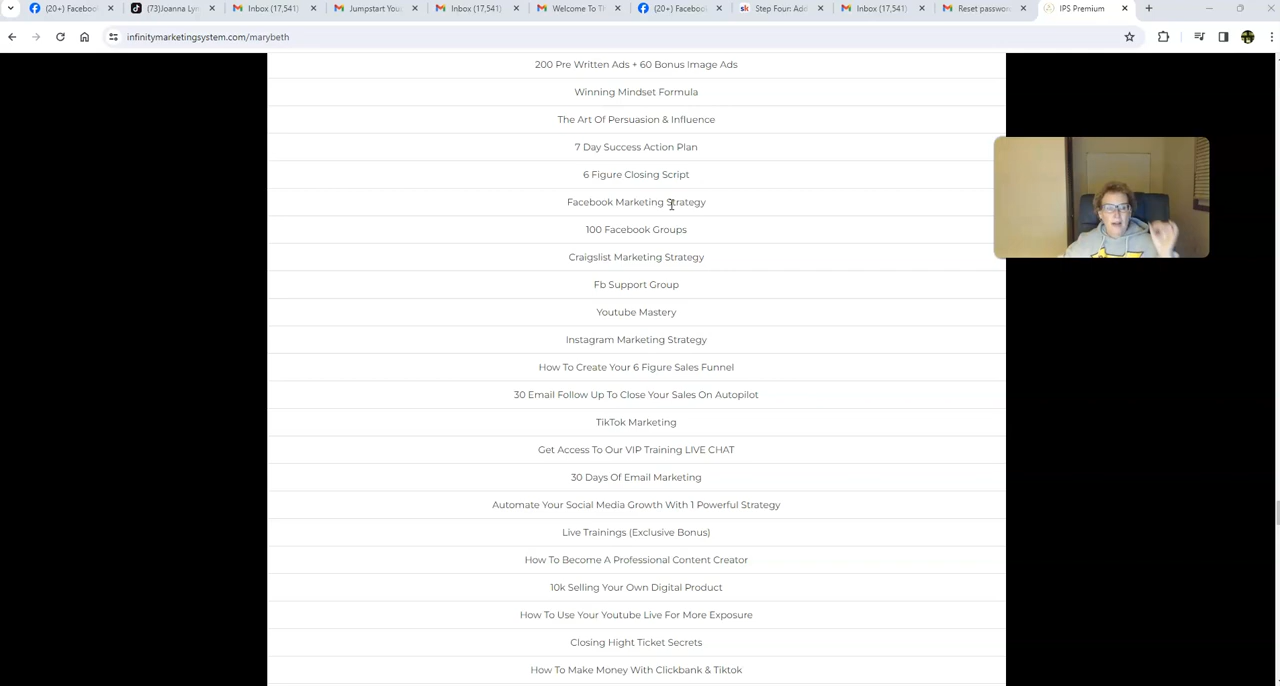 (20+) Facebook
(73)Joanna Ly
Inbox (17,541)
Jumpstart You
Inbox (17,541)
Welcome To T
(20+) Facebook
Step Four: Add
Inbox (17,541)
Reset password
IPS Premium
infinitymarketingsystem.com/marybeth
200 Pre Written Ads + 60 Bonus Image Ads
Winning Mindset Formula
The Art Of Persuasion & Influence
7 Day Success Action Plan
6 Figure Closing Script
Facebook Marketing Strategy
100 Facebook Groups
Craigslist Marketing Strategy
Fb Support Group
Youtube Mastery
Instagram Marketing Strategy
How To Create Your 6 Figure Sales Funnel
30 Email Follow Up To Close Your Sales On Autopilot
TikTok Marketing
Get Access To Our VIP Training LIVE CHAT
30 Days Of Email Marketing
Automate Your Social Media Growth With 1 Powerful Strategy
Live Trainings (Exclusive Bonus)
How To Become A Professional Content Creator
10k Selling Your Own Digital Product
How To Use Your Youtube Live For More Exposure
Closing Hight Ticket Secrets
How To Make Money With Clickbank & Tiktok